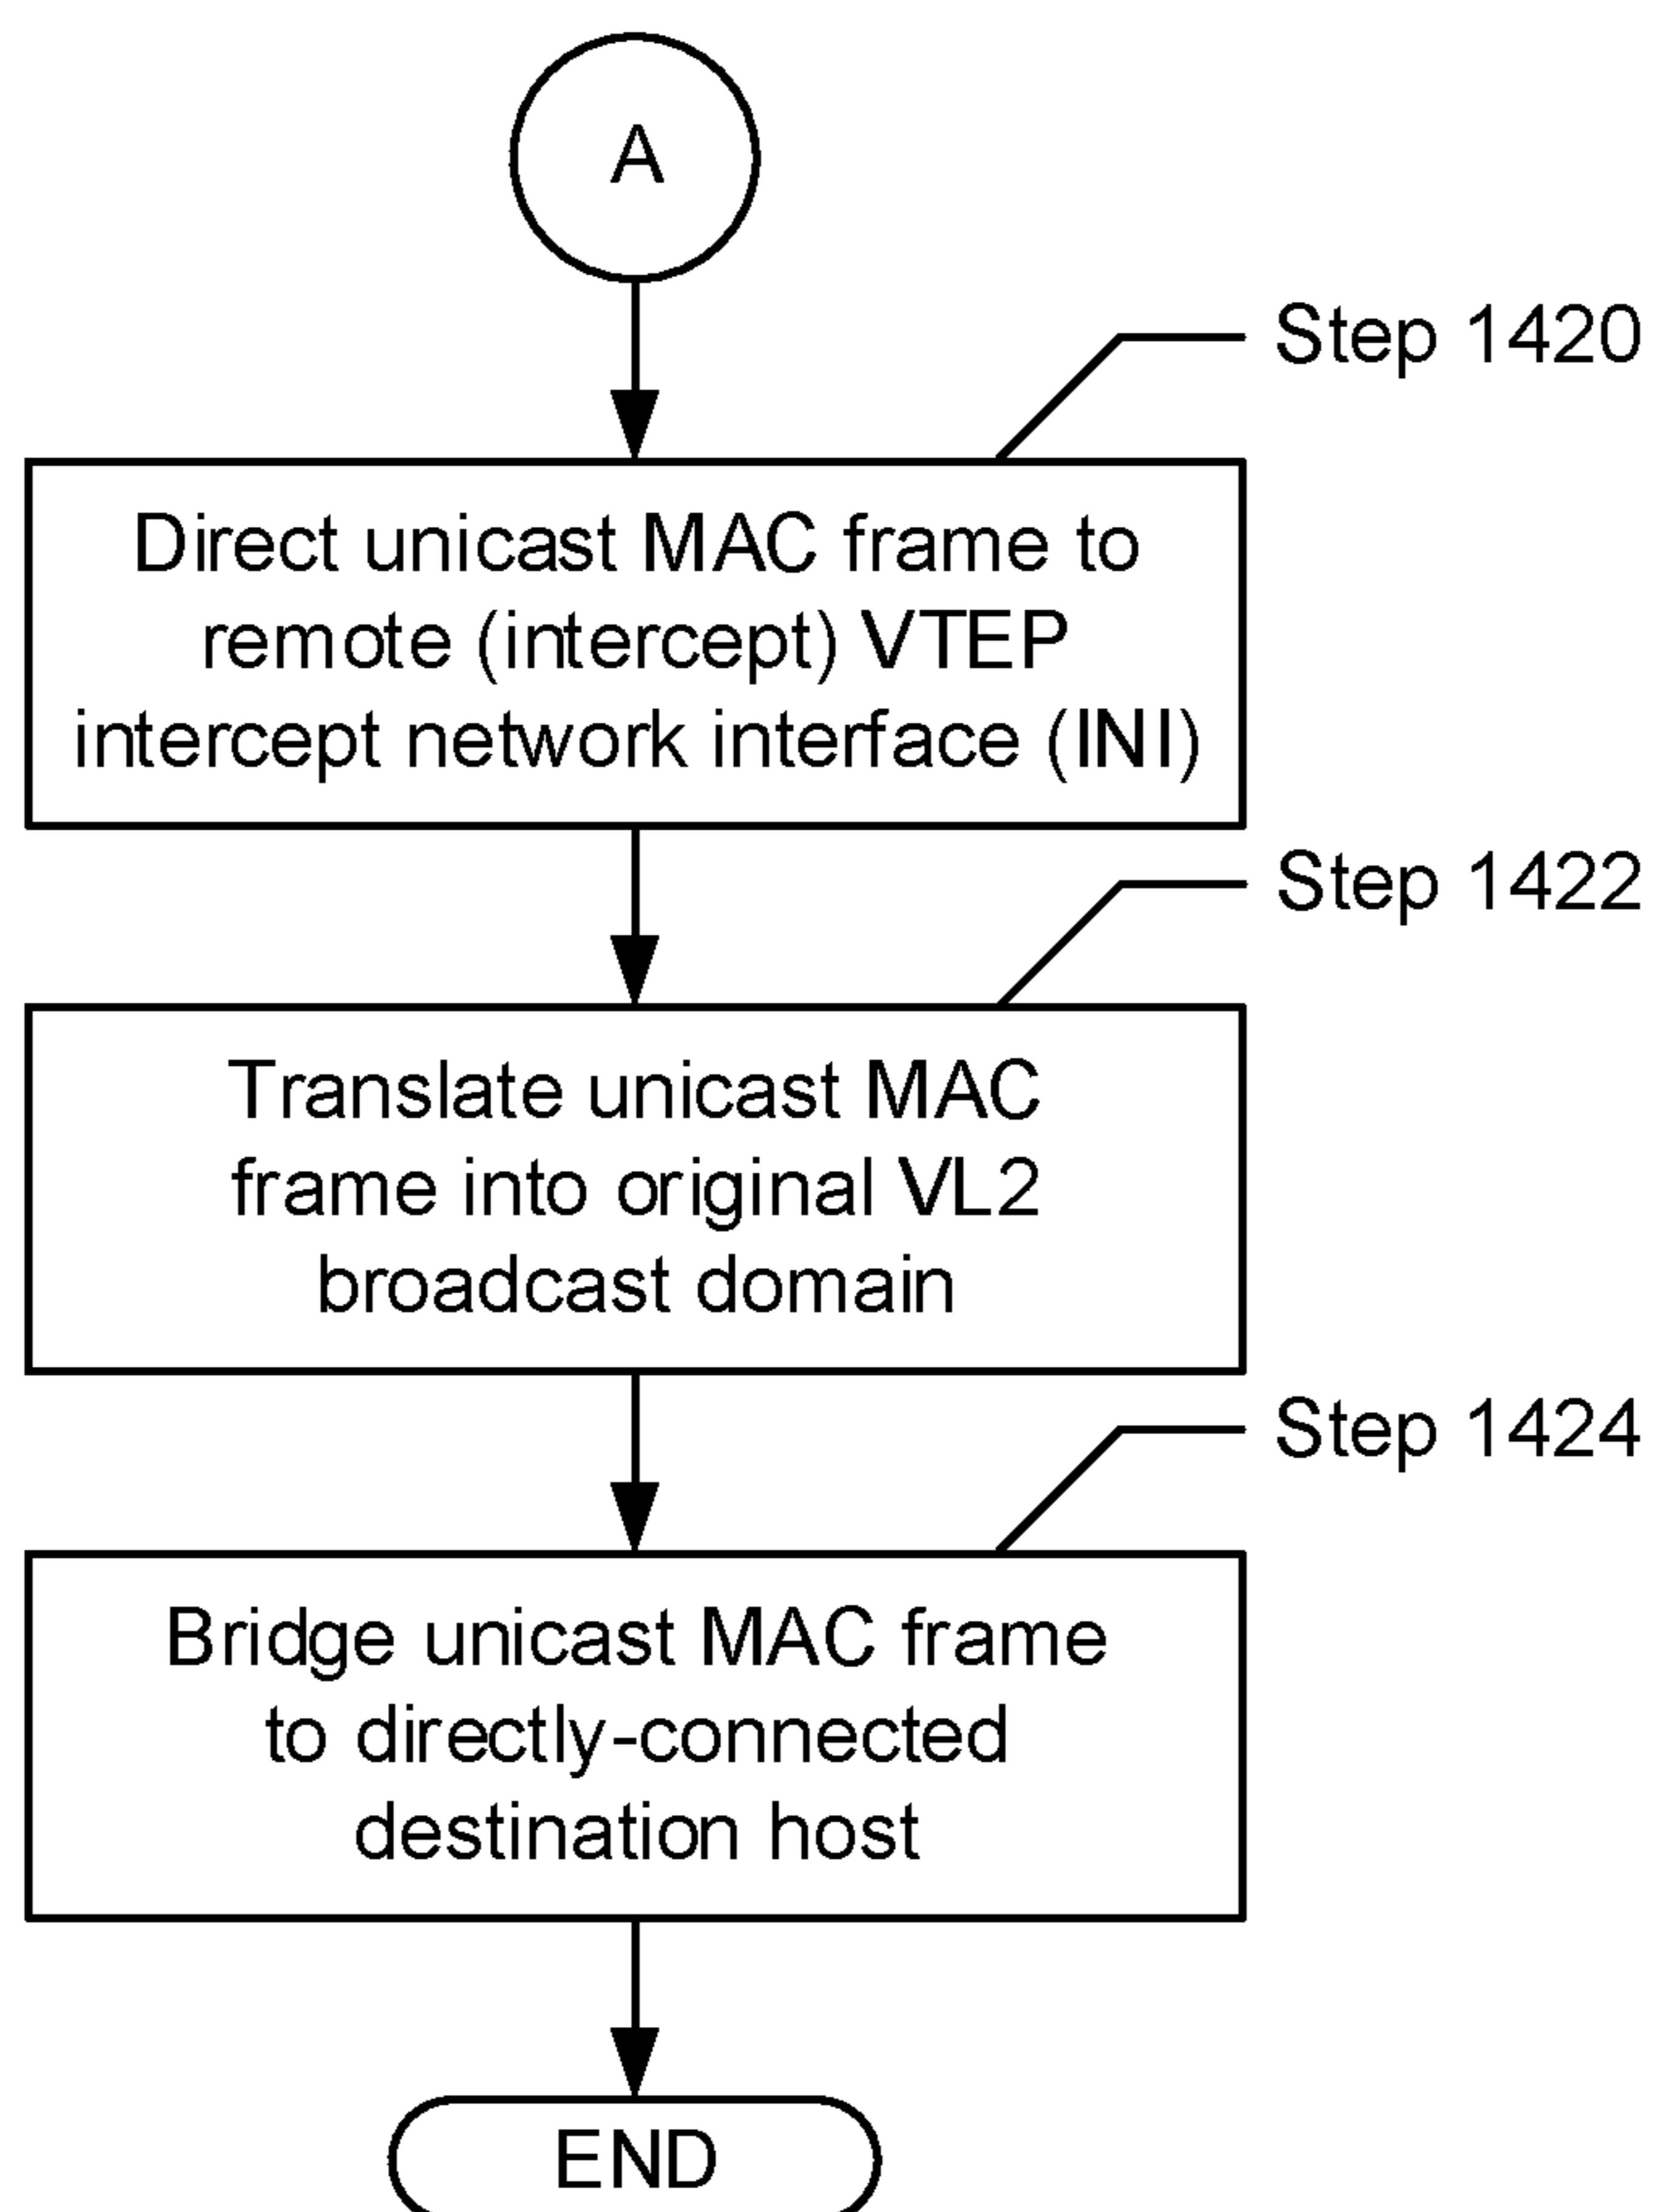 A
Step 1420
Direct unicast MAC frame to
remote (intercept) VTEP
intercept network interface (INI)
Step 1422
Translate unicast MAC
frame into original VL2
broadcast domain
Step 1424
Bridge unicast MAC frame
to directly-connected
destination host
END